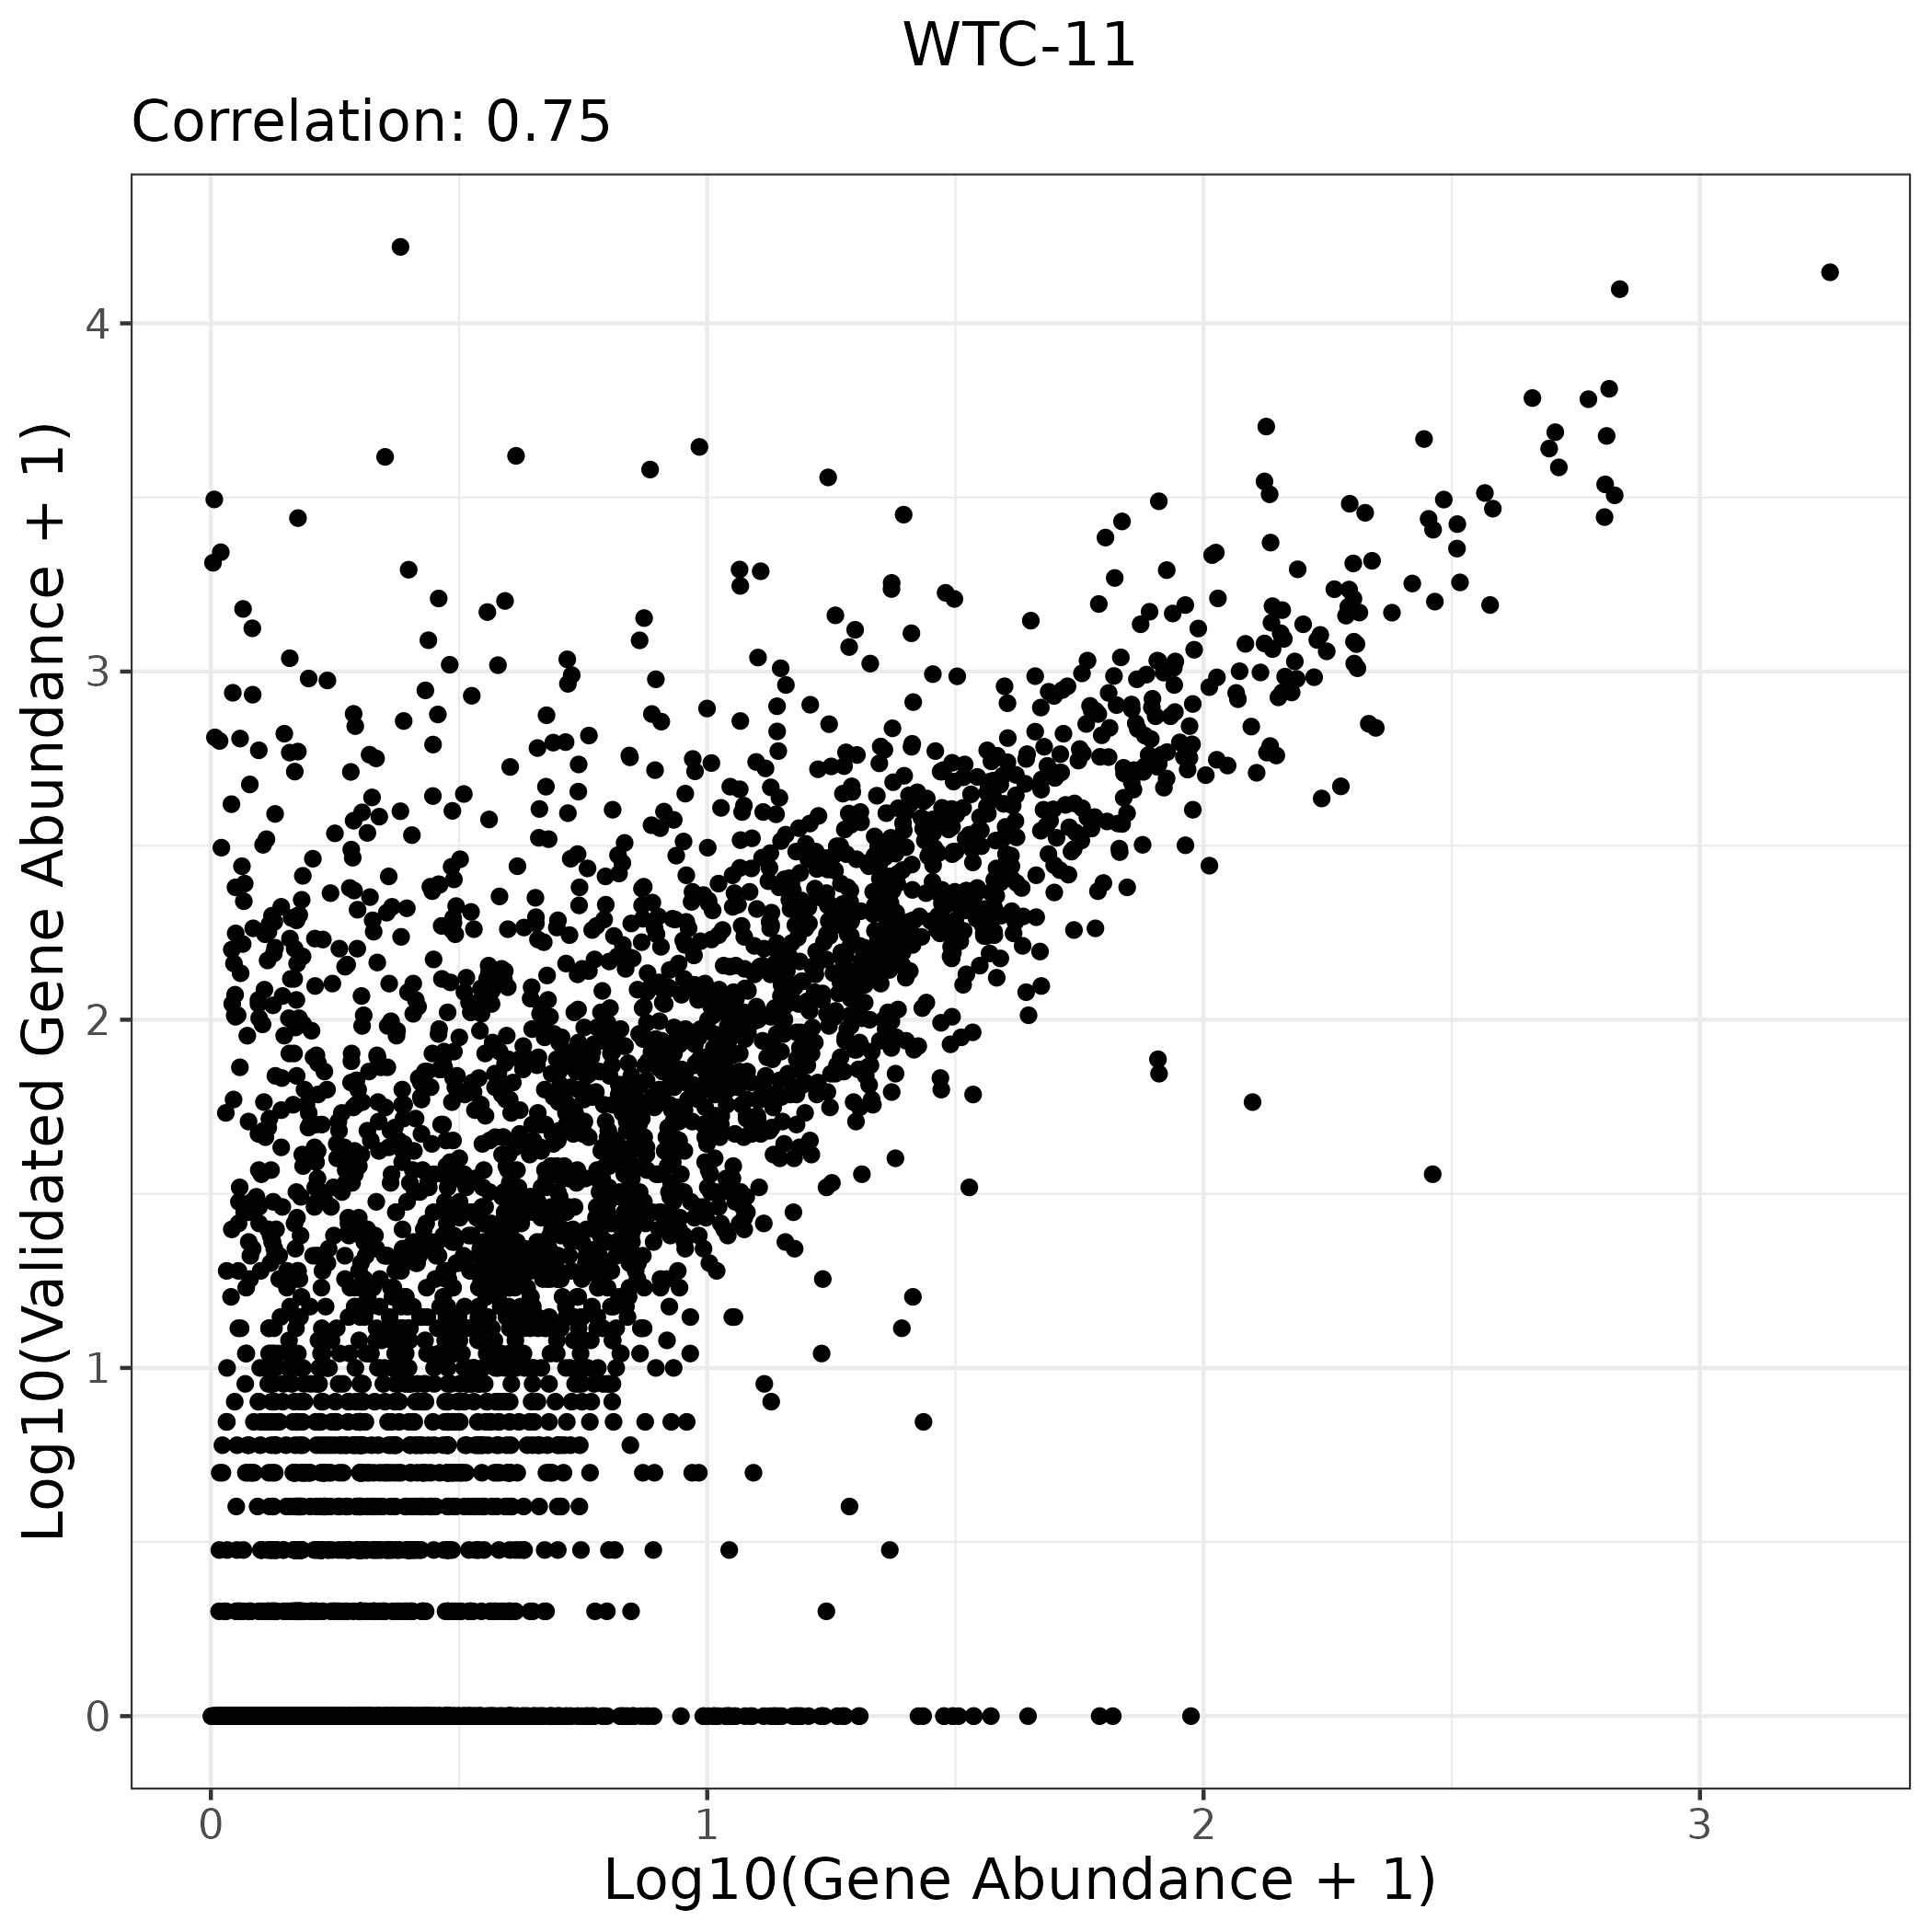 WTC-11
Correlation: 0.75
Log10(Validated Gene Abundance + 1)
4
3
2
1
0
0 1 2 3
Log10(Gene Abundance + 1)